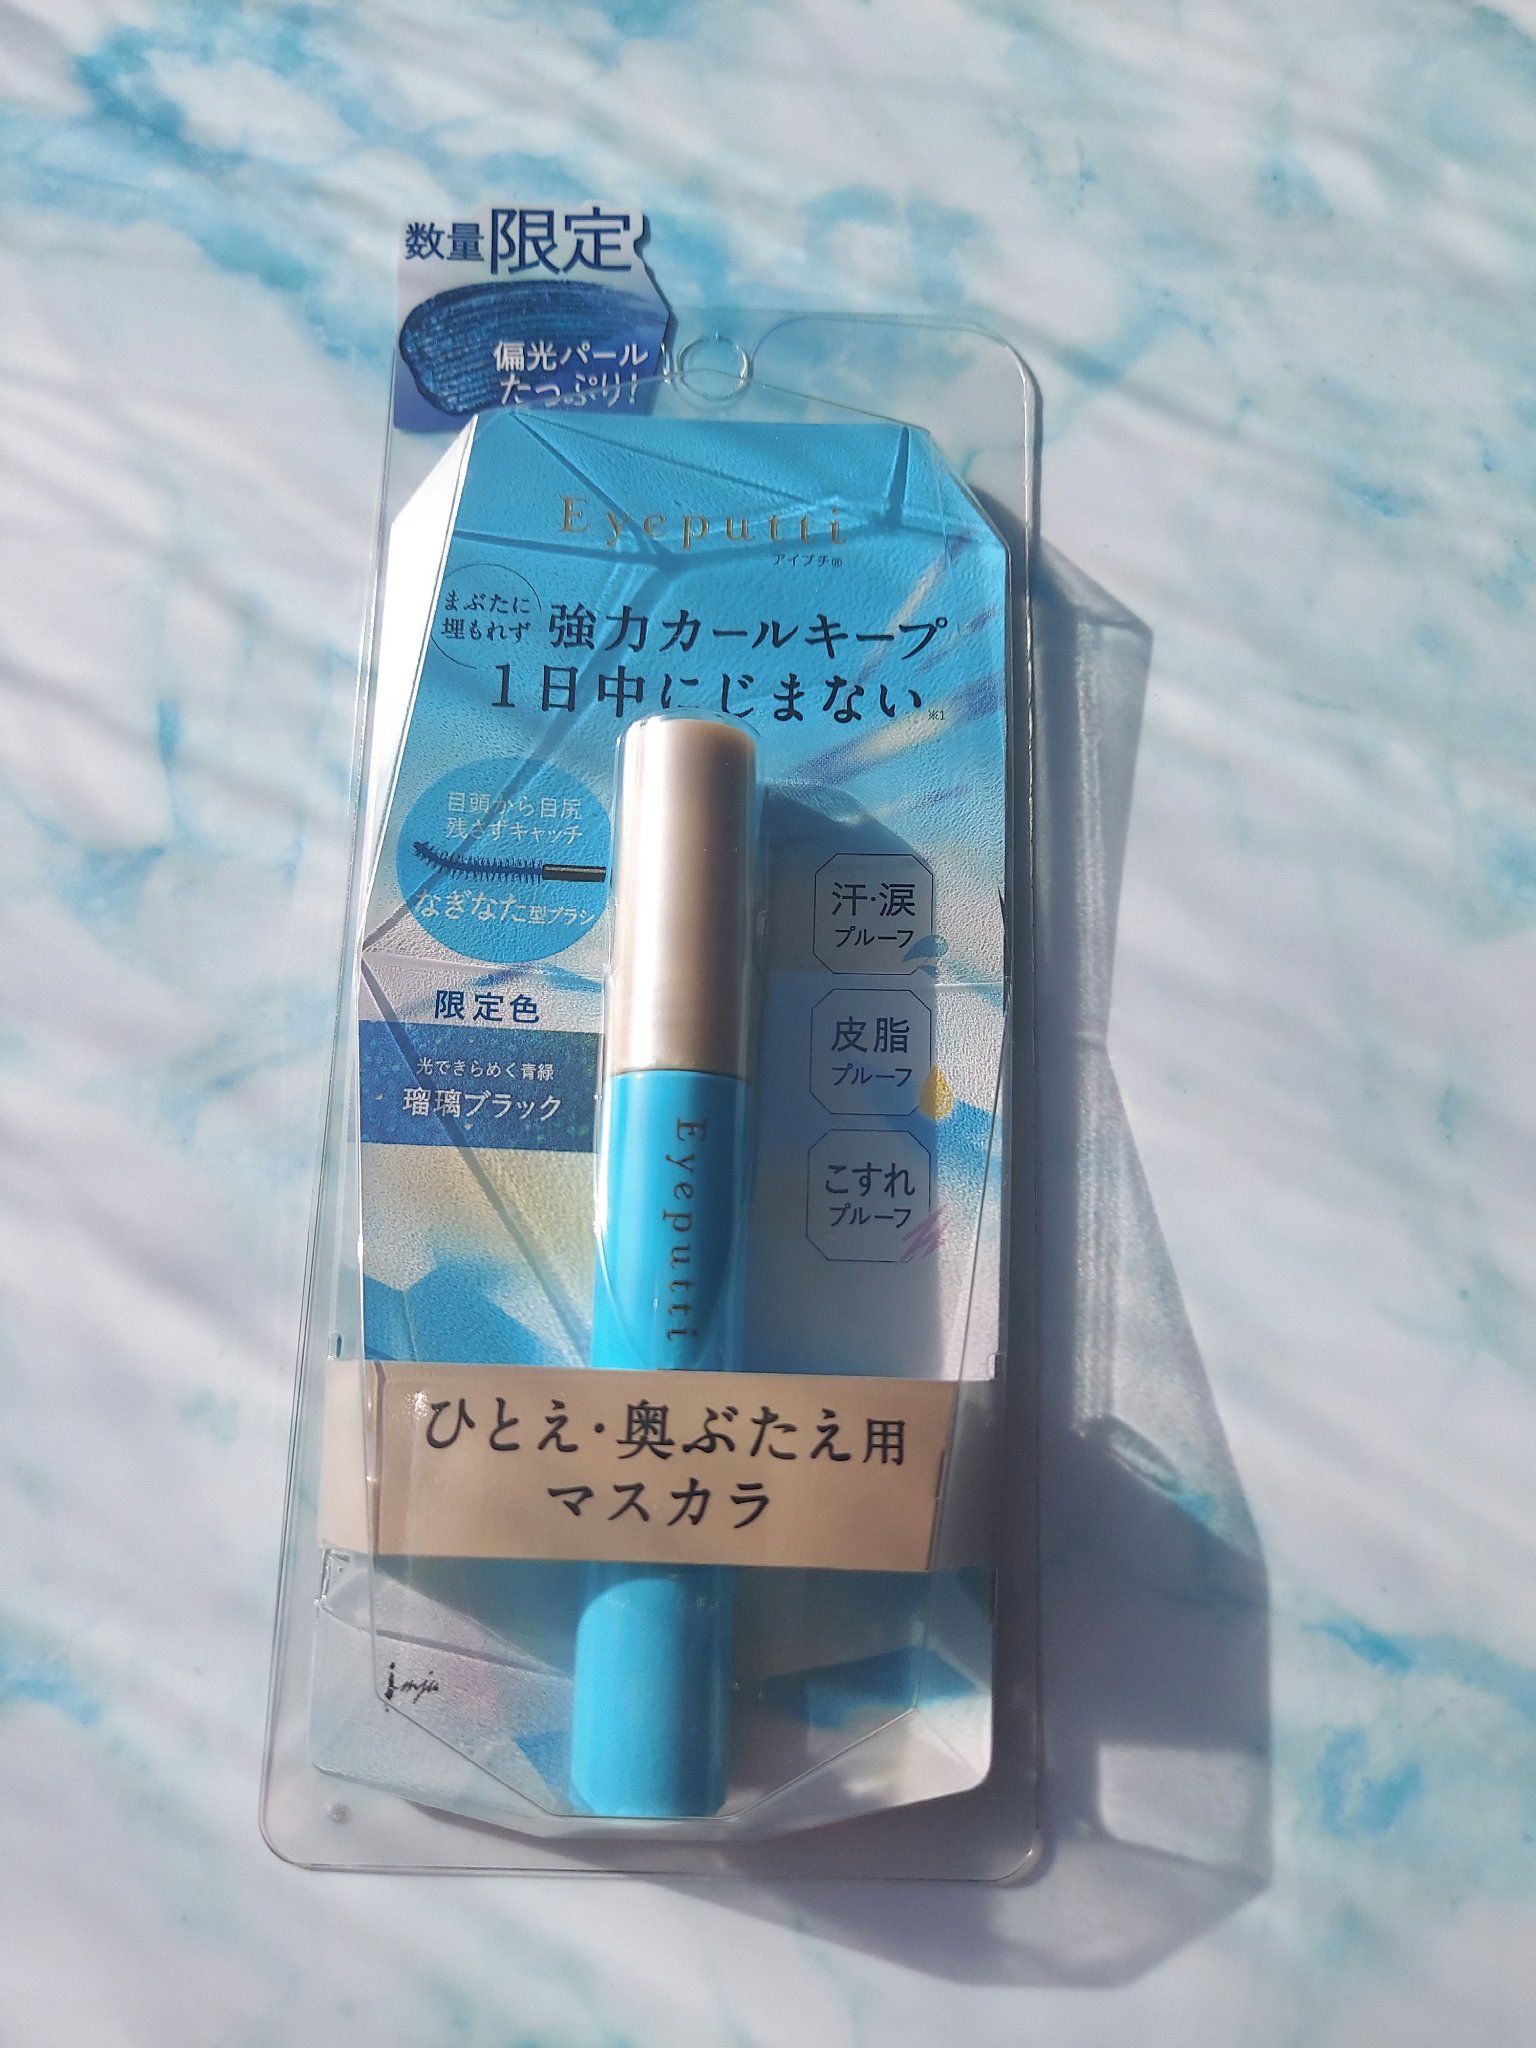 数量限定
偏光パール
たっぷり!
Eyeputti
アイプチ®
まぶたに
埋もれず
強力カールキープ
1日中にじまない※1
目頭から目尻
残さずキャッチ
なぎなた型ブラシ
限定色
光できらめく青緑
瑠璃ブラック
汗・涙
プルーフ
皮脂
プルーフ
こすれ
プルーフ
Eyeputti
ひとえ・奥ぶたえ用
マスカラ
imju